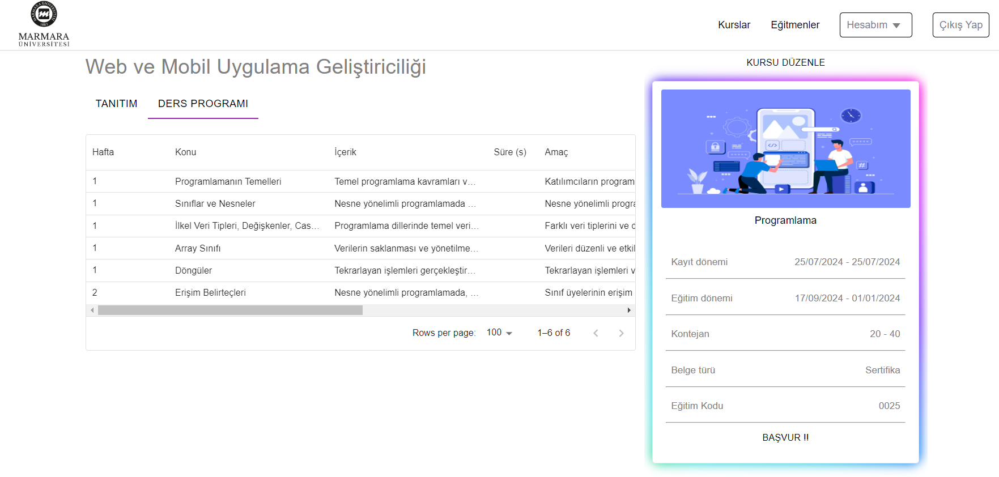 MARMARA ÜNİVERSİTESİ
1883
MARMARA
ÜNİVERSİTESİ
Kurslar
Eğitmenler
Hesabım
Çıkış Yap
Web ve Mobil Uygulama Geliştiriciliği
TANITIM
DERS PROGRAMI
Hafta Konu İçerik Süre (s) Amaç
1 Programlamanın Temelleri Temel programlama kavramları v… Katılımcıların program
1 Sınıflar ve Nesneler Nesne yönelimli programlamada … Nesne yönelimli progra
1 İlkel Veri Tipleri, Değişkenler, Cas… Programlama dillerinde temel veri… Farklı veri tiplerini ve d
1 Array Sınıfı Verilerin saklanması ve yönetilme… Verileri düzenli ve etkil
1 Döngüler Tekrarlayan işlemleri gerçekleştir… Tekrarlayan işlemleri v
2 Erişim Belirteçleri Nesne yönelimli programlamada, … Sınıf üyelerinin erişim
Rows per page: 100 1–6 of 6
KURSU DÜZENLE
</>
#
Programlama
Kayıt dönemi 25/07/2024 - 25/07/2024
Eğitim dönemi 17/09/2024 - 01/01/2024
Kontejan 20 - 40
Belge türü Sertifika
Eğitim Kodu 0025
BAŞVUR !!